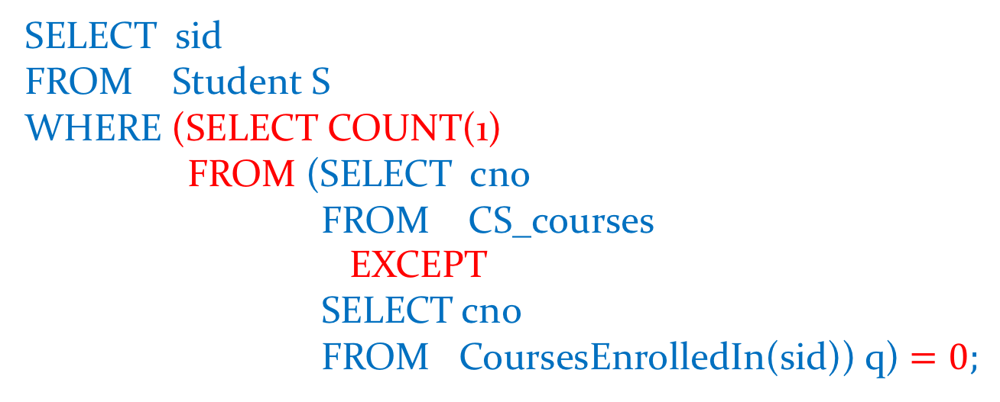 SELECT sid
FROM Student S
WHERE (SELECT COUNT(1)
FROM (SELECT cno
FROM CS_courses
EXCEPT
SELECT cno
FROM CoursesEnrolledIn(sid)) q) = 0;